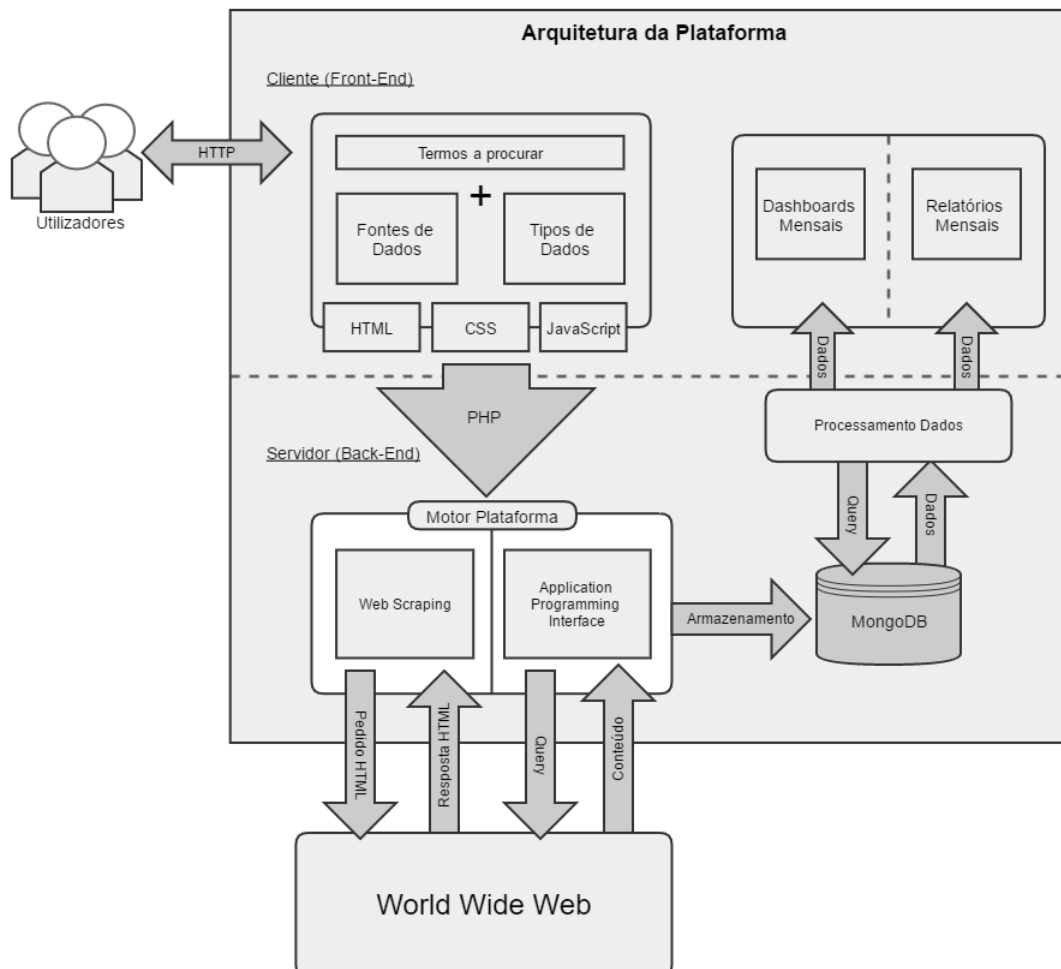 Arquitetura da Plataforma
Cliente (Front-End)
HTTP
Utilizadores
Termos a procurar
+
Fontes de
Dados
Tipos de
Dados
HTML
CSS
JavaScript
Dashboards
Mensais
Relatórios
Mensais
Dados
Dados
PHP
Processamento Dados
Servidor (Back-End)
Query
Dados
Motor Plataforma
Web Scraping
Application
Programming
Interface
Armazenamento
MongoDB
Pedido HTML
Resposta HTML
Query
Conteúdo
World Wide Web